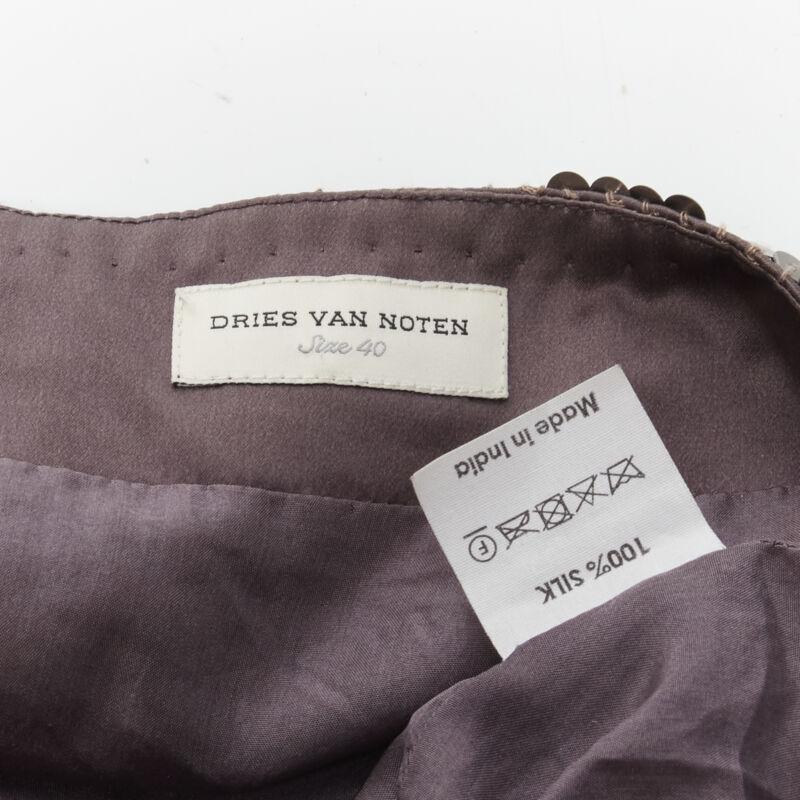 DRIES VAN NOTEN
Size 40
100% SILK
F
Made in India